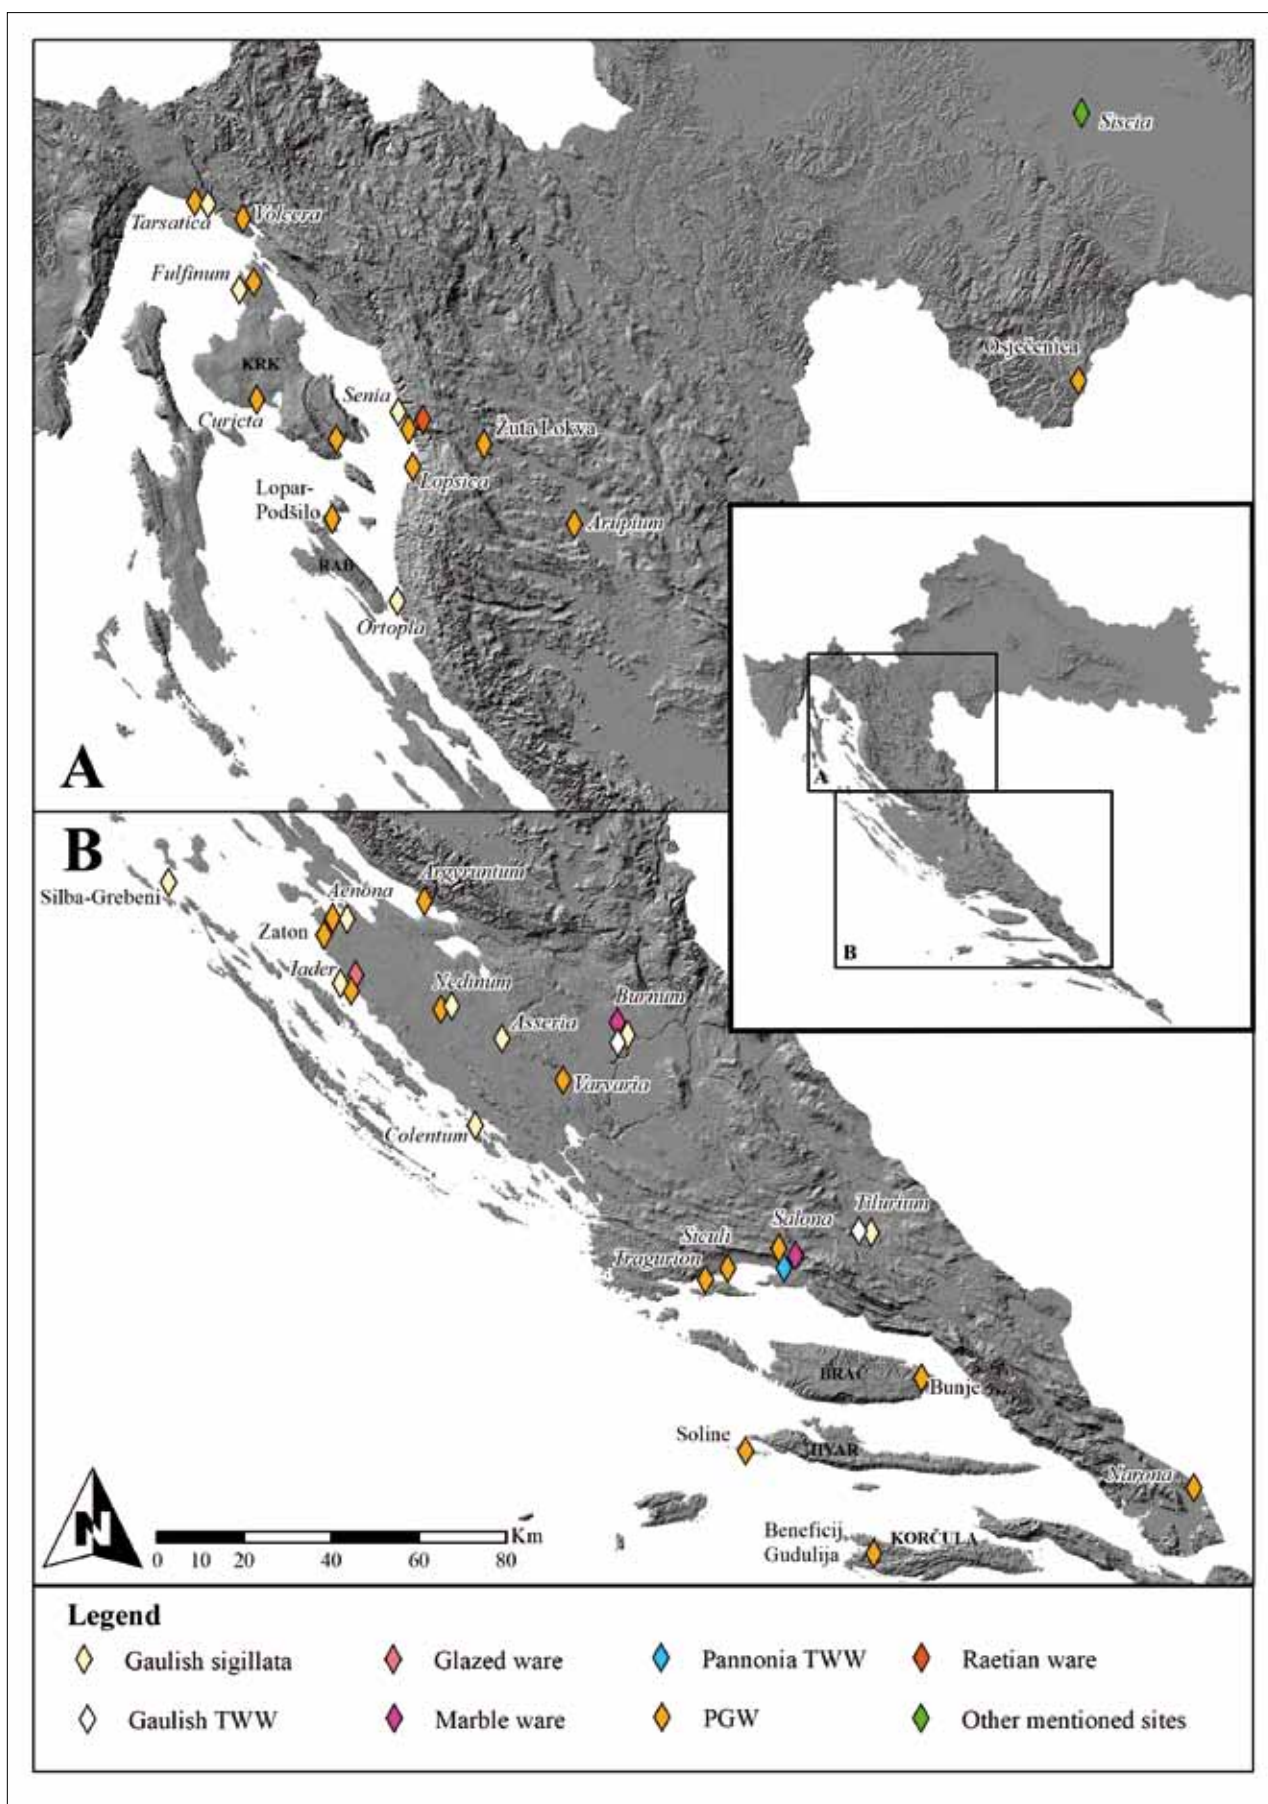 Siscia
Tarsatica
Volcera
Fulfinum
Osječenica
KRK
Senia
Curicta
Žuta Lokva
Lopsica
Lopar-
Podšilo
Arupium
RAB
Ortopla
A
A
B
B
Silba-Grebeni
Argyruntum
Aenona
Zaton
Iader
Nedinum
Burnum
Asseria
Varvaria
Colentum
Tilurium
Salona
Siculi
Tragurion
BRAČ
Bunje
Soline
HVAR
Narona
Beneficij,
Gudulija
KORČULA
N
Km
0 10 20 40 60 80
Legend
Gaulish sigillata
Glazed ware
Pannonia TWW
Raetian ware
Gaulish TWW
Marble ware
PGW
Other mentioned sites